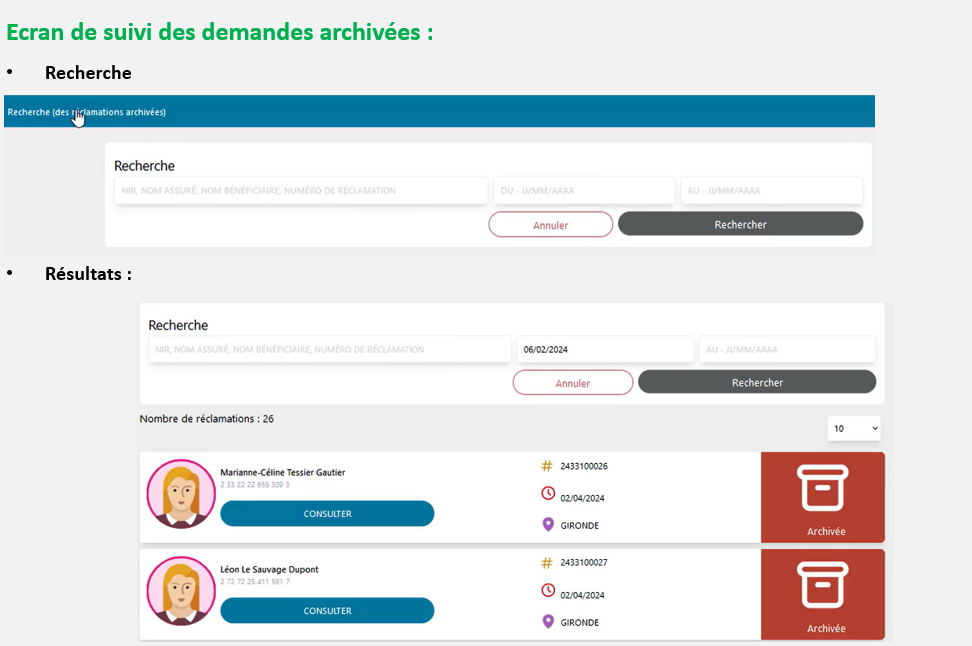 Ecran de suivi des demandes archivées :
• Recherche
Recherche (des réclamations archivées)
Recherche
NIR, NOM ASSURÉ, NOM BÉNÉFICIAIRE, NUMÉRO DE RÉCLAMATION
DU - JJ/MM/AAAA
AU - JJ/MM/AAAA
Annuler
Rechercher
• Résultats :
Recherche
NIR, NOM ASSURÉ, NOM BÉNÉFICIAIRE, NUMÉRO DE RÉCLAMATION
06/02/2024
AU - JJ/MM/AAAA
Annuler
Rechercher
Nombre de réclamations : 26
10
Marianne-Céline Tessier Gautier
2 33 22 22 655 309 3
CONSULTER
# 2433100026
02/04/2024
GIRONDE
Archivée
Léon Le Sauvage Dupont
2 72 72 25 411 591 7
CONSULTER
# 2433100027
02/04/2024
GIRONDE
Archivée